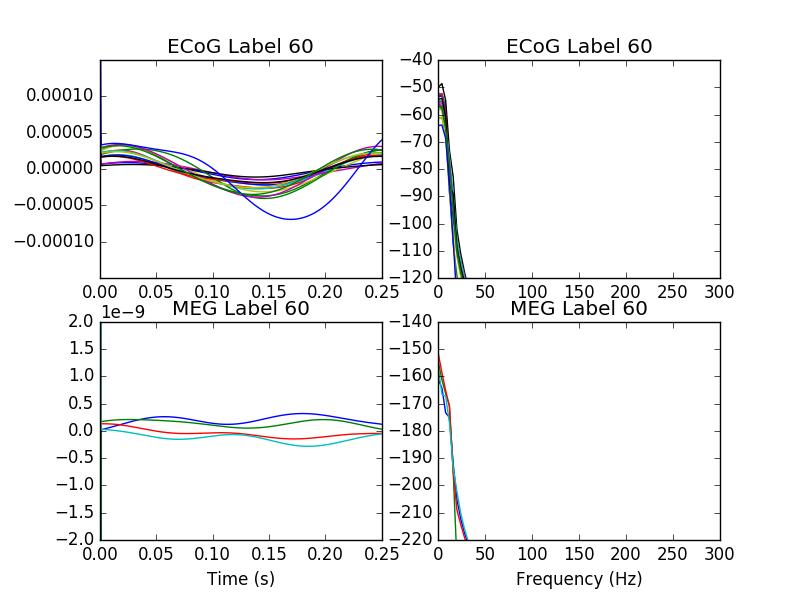 ECoG Label 60
0.00010
0.00005
0.00000
−0.00005
−0.00010
0.00 0.05 0.10 0.15 0.20 0.25
ECoG Label 60
−40
−50
−60
−70
−80
−90
−100
−110
−120
0 50 100 150 200 250 300
MEG Label 60
1e−9
2.0
1.5
1.0
0.5
0.0
−0.5
−1.0
−1.5
−2.0
0.00 0.05 0.10 0.15 0.20 0.25
Time (s)
MEG Label 60
−140
−150
−160
−170
−180
−190
−200
−210
−220
0 50 100 150 200 250 300
Frequency (Hz)